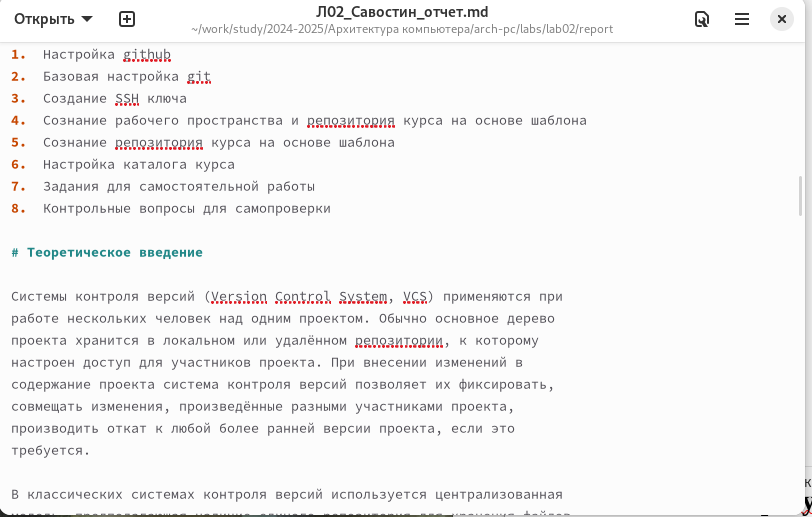 Открыть
Л02_Савостин_отчет.md
~/work/study/2024-2025/Архитектура компьютера/arch-pc/labs/lab02/report
1. Настройка github
2. Базовая настройка git
3. Создание SSH ключа
4. Сознание рабочего пространства и репозитория курса на основе шаблона
5. Сознание репозитория курса на основе шаблона
6. Настройка каталога курса
7. Задания для самостоятельной работы
8. Контрольные вопросы для самопроверки
# Теоретическое введение
Системы контроля версий (Version Control System, VCS) применяются при
работе нескольких человек над одним проектом. Обычно основное дерево
проекта хранится в локальном или удалённом репозитории, к которому
настроен доступ для участников проекта. При внесении изменений в
содержание проекта система контроля версий позволяет их фиксировать,
совмещать изменения, произведённые разными участниками проекта,
производить откат к любой более ранней версии проекта, если это
требуется.
В классических системах контроля версий используется централизованная